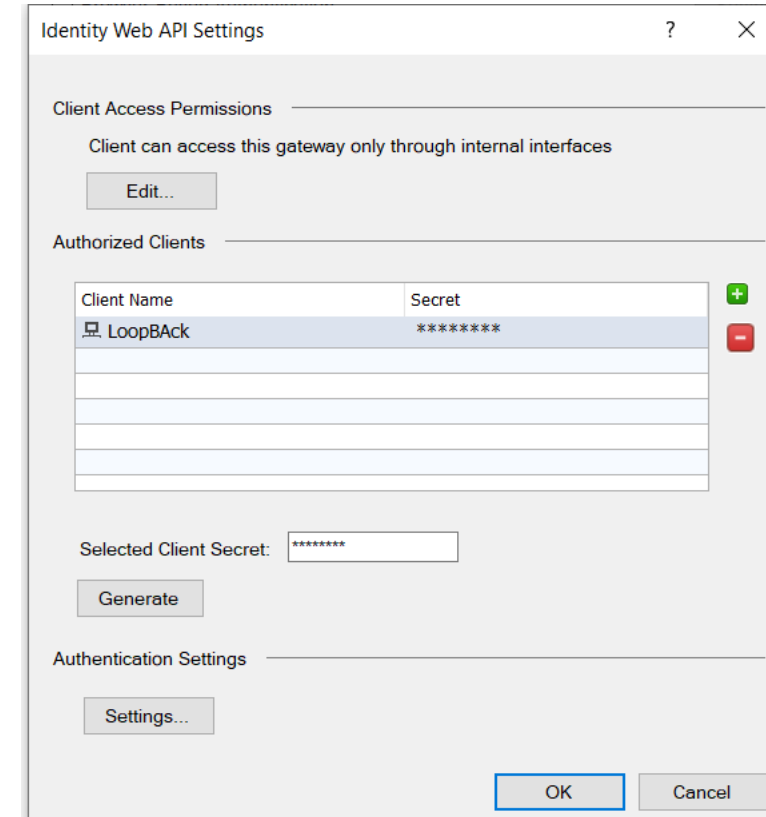 Identity Web API Settings ?
Client Access Permissions
Client can access this gateway only through internal interfaces
Edit...
Authorized Clients
Client Name Secret
LoopBAck ********
Selected Client Secret: ********
Generate
Authentication Settings
Settings...
OK Cancel